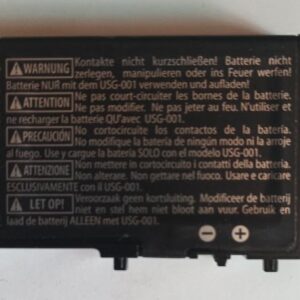 ⚠WARNUNG Kontakte nicht kurzschließen! Batterie nicht
zerlegen, manipulieren oder ins Feuer werfen!
Batterie NUR mit dem USG-001 verwenden und aufladen!
⚠ATTENTION Ne pas court-circuiter les bornes de la batterie.
Ne pas modifier. Ne pas jeter au feu. N'utiliser et
ne recharger la batterie QU'avec USG-001.
⚠PRECAUCIÓN No cortocircuite los contactos de la batería.
No modifique la batería de ningún modo ni la arroje
al fuego. Use y cargue la batería SOLO con el modelo USG-001.
⚠ATTENZIONE Non mettere in cortocircuito i contatti della batteria.
Non alterare. Non gettare nel fuoco. Usare e caricare
ESCLUSIVAMENTE con il USG-001.
⚠ LET OP! Veroorzaak geen kortsluiting. Modificeer de batterij
niet en stel hem niet bloot aan vuur. Gebruik en
laad de batterij ALLEEN met USG-001.